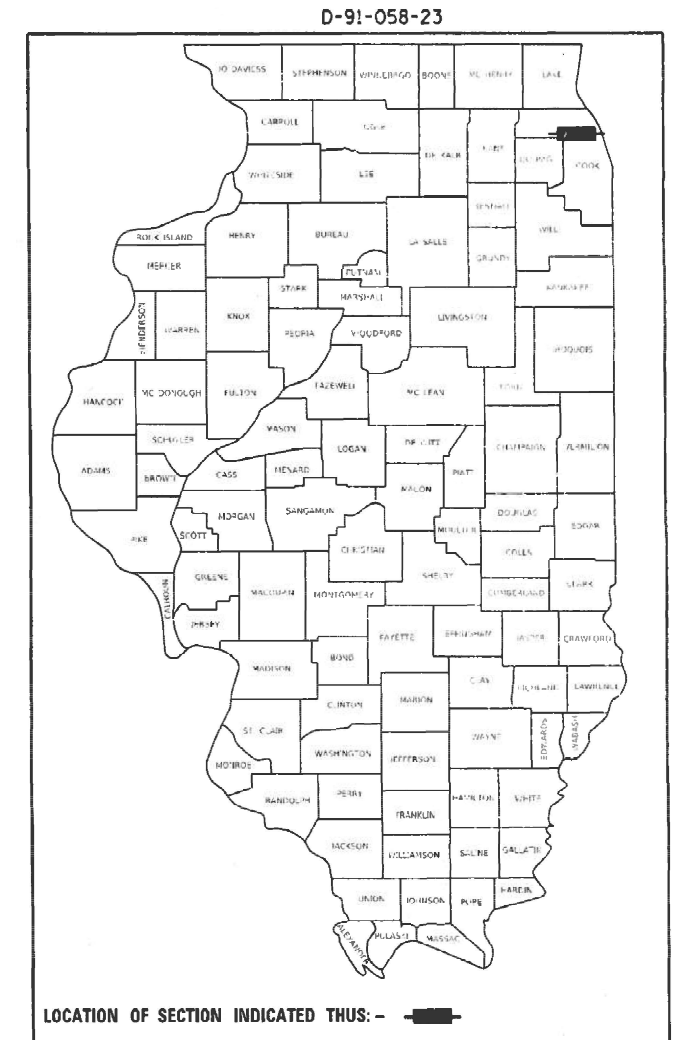 D-91-058-23
JO DAVIESS STEPHENSON WINNEBAGO BOONE MC HENRY LAKE
CARROLL OGLE DE KALB KANE DU PAGE COOK
WHITESIDE LEE
KENDALL WILL
ROCK ISLAND HENRY BUREAU LA SALLE GRUNDY
MERCER PUTNAM
STARK MARSHALL KANKAKEE
HENDERSON WARREN KNOX PEORIA WOODFORD LIVINGSTON IROQUOIS
HANCOCK MC DONOUGH FULTON TAZEWELL MC LEAN FORD
SCHUYLER MASON LOGAN DE WITT CHAMPAIGN VERMILION
ADAMS BROWN CASS MENARD MACON PIATT
PIKE SCOTT MORGAN SANGAMON MOULTRIE DOUGLAS EDGAR
CHRISTIAN COLES
CALHOUN GREENE MACOUPIN MONTGOMERY SHELBY CUMBERLAND CLARK
JERSEY FAYETTE EFFINGHAM JASPER CRAWFORD
MADISON BOND
CLINTON MARION CLAY RICHLAND LAWRENCE
ST. CLAIR WAYNE EDWARDS WABASH
MONROE WASHINGTON JEFFERSON
RANDOLPH PERRY FRANKLIN HAMILTON WHITE
JACKSON WILLIAMSON SALINE GALLATIN
UNION JOHNSON POPE HARDIN
ALEXANDER PULASKI MASSAC
LOCATION OF SECTION INDICATED THUS: -